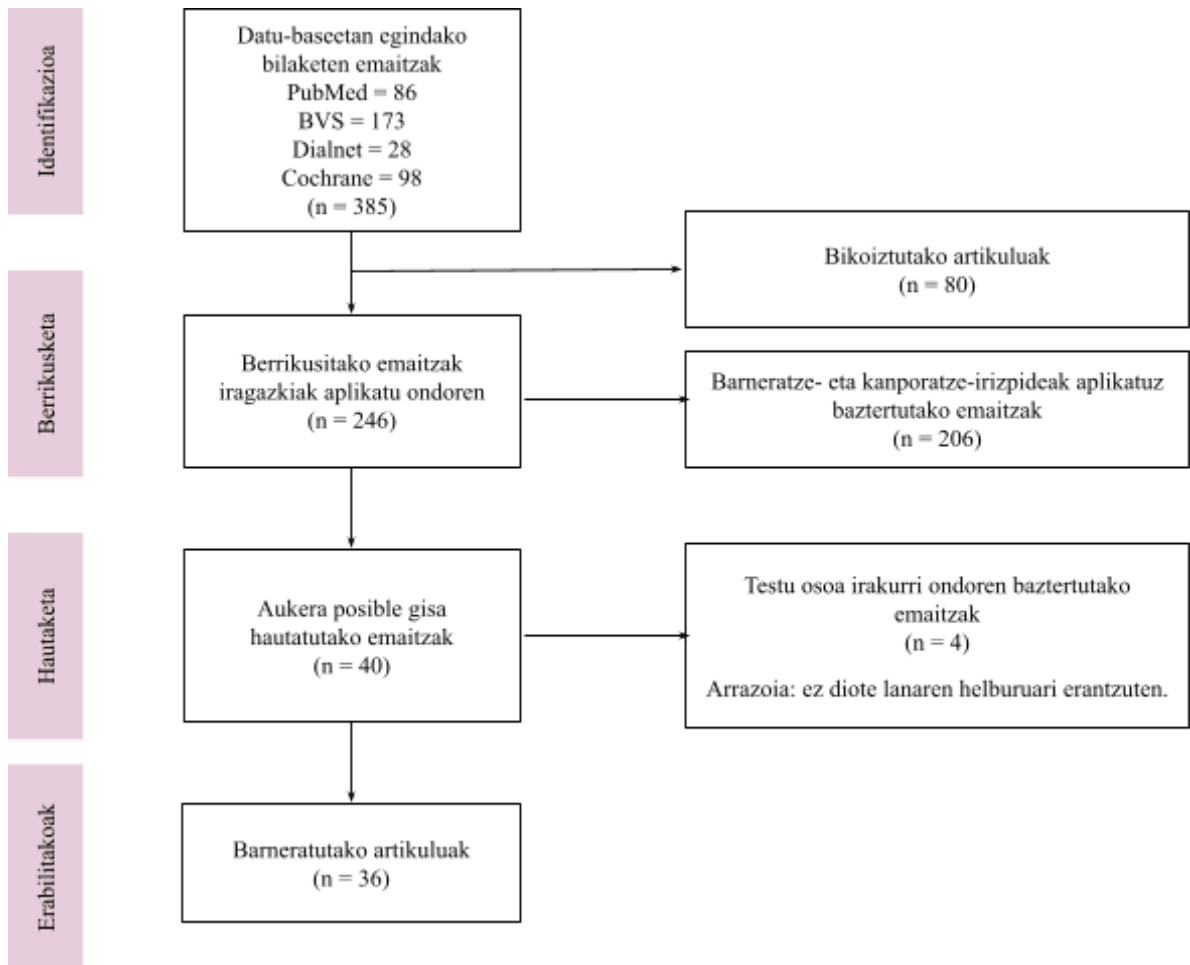 Identifikazioa
Datu-baseetan egindako
bilaketen emaitzak
PubMed = 86
BVS = 173
Dialnet = 28
Cochrane = 98
(n = 385)
Bikoiztutako artikuluak
(n = 80)
Berrikusketa
Berrikusitako emaitzak
iragazkiak aplikatu ondoren
(n = 246)
Barneratze- eta kanporatze-irizpideak aplikatuz
baztertutako emaitzak
(n = 206)
Hautaketa
Aukera posible gisa
hautatutako emaitzak
(n = 40)
Testu osoa irakurri ondoren baztertutako
emaitzak
(n = 4)
Arrazoia: ez diote lanaren helburuari erantzuten.
Erabilitakoak
Barneratutako artikuluak
(n = 36)